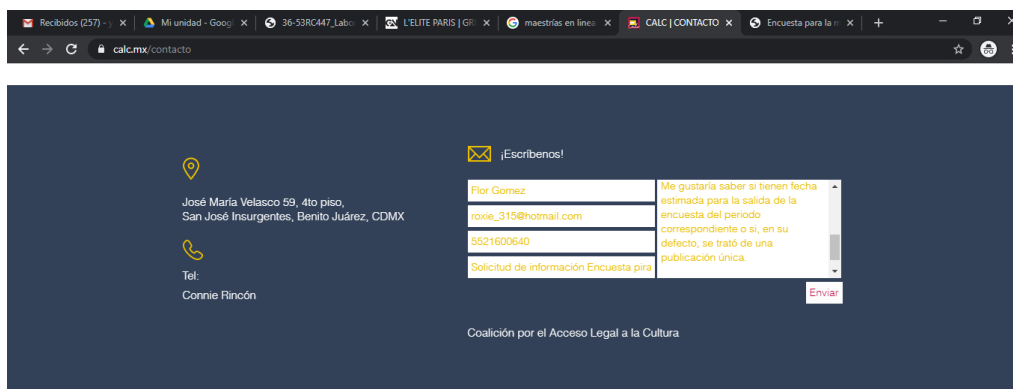 Recibidos (257) - y
Mi unidad - Googl
36-53RC447_Labo
L'ELITE PARIS | GR
maestrías en linea
CALC | CONTACTO
Encuesta para la m
calc.mx/contacto
José María Velasco 59, 4to piso,
San José Insurgentes, Benito Juárez, CDMX
Tel:
Connie Rincón
¡Escríbenos!
Flor Gomez
roxie_315@hotmail.com
5521600640
Solicitud de información Encuesta pira
Me gustaría saber si tienen fecha
estimada para la salida de la
encuesta del periodo
correspondiente o si, en su
defecto, se trató de una
publicación única.
Enviar
Coalición por el Acceso Legal a la Cultura